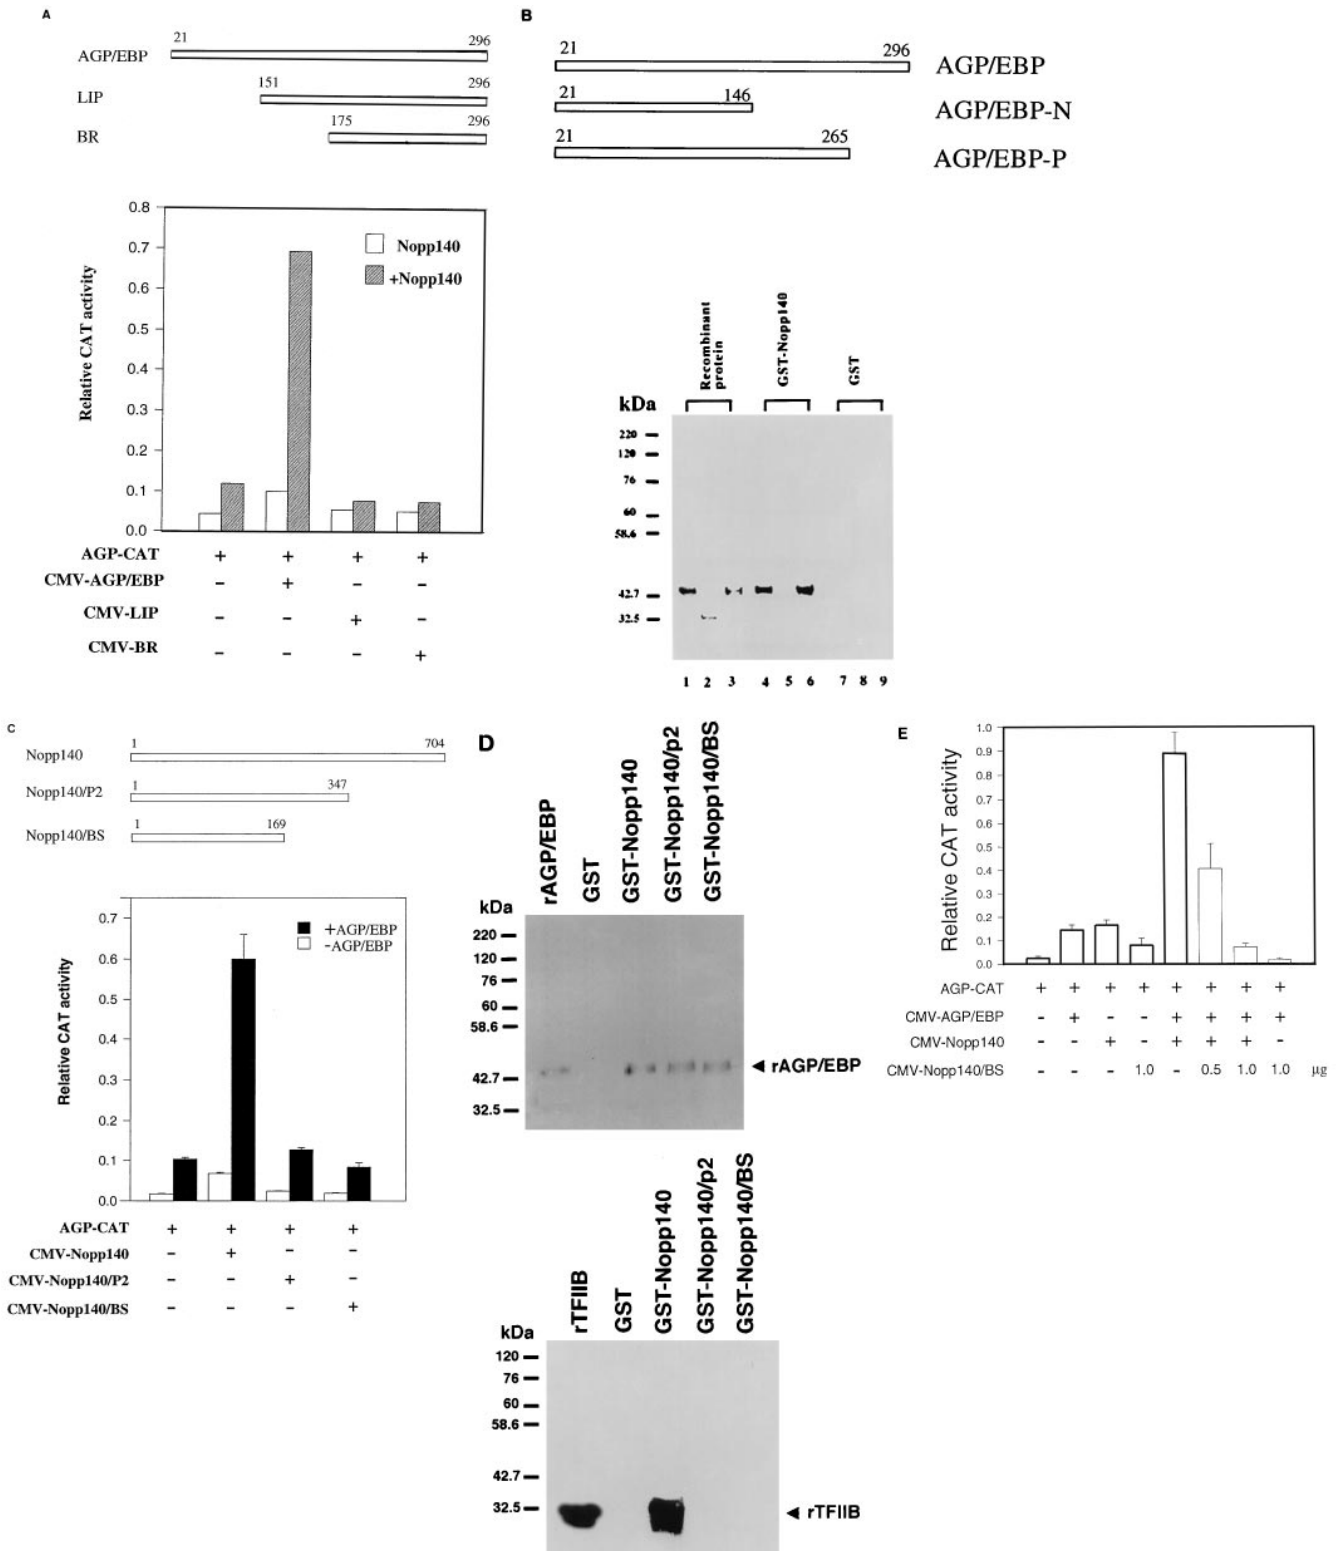 A
21 296
AGP/EBP
151 296
LIP
175 296
BR
0.8
0.7
0.6
0.5
0.4
0.3
0.2
0.1
0.0
Relative CAT activity
Nopp140
+Nopp140
AGP-CAT + + + +
CMV-AGP/EBP - + - -
CMV-LIP - - + -
CMV-BR - - - +
B
21 296
AGP/EBP
21 146
AGP/EBP-N
21 265
AGP/EBP-P
Recombinant
protein
GST-Nopp140
GST
kDa
220
120
76
60
58.6
42.7
32.5
1 2 3 4 5 6 7 8 9
C
1 704
Nopp140
1 347
Nopp140/P2
1 169
Nopp140/BS
0.7
0.6
0.5
0.4
0.3
0.2
0.1
0.0
Relative CAT activity
+AGP/EBP
-AGP/EBP
AGP-CAT + + + +
CMV-Nopp140 - + - -
CMV-Nopp140/P2 - - + -
CMV-Nopp140/BS - - - +
D
rAGP/EBP
GST
GST-Nopp140
GST-Nopp140/p2
GST-Nopp140/BS
kDa
220
120
76
60
58.6
42.7
32.5
rAGP/EBP
rTFIIB
GST
GST-Nopp140
GST-Nopp140/p2
GST-Nopp140/BS
kDa
120
76
60
58.6
42.7
32.5
rTFIIB
E
1.0
0.9
0.8
0.7
0.6
0.5
0.4
0.3
0.2
0.1
0.0
Relative CAT activity
AGP-CAT + + + + + + + +
CMV-AGP/EBP - + - - + + + +
CMV-Nopp140 - - + - + + + -
CMV-Nopp140/BS - - - 1.0 - 0.5 1.0 1.0 µg